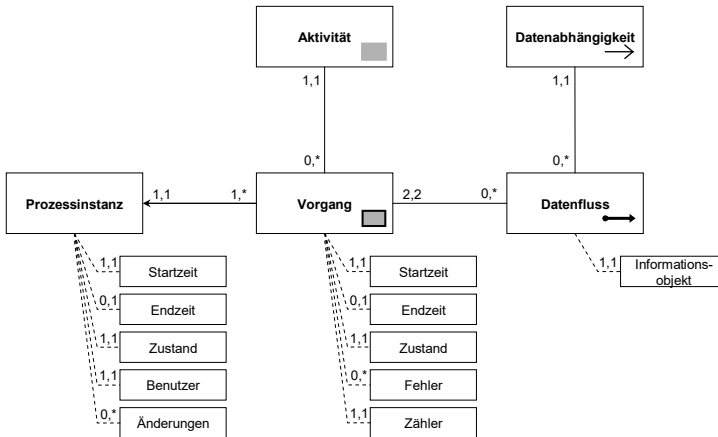 Aktivität
Datenabhängigkeit
1,1
1,1
0,*
0,*
Prozessinstanz
1,1
1,*
Vorgang
2,2
0,*
Datenfluss
1,1
Startzeit
1,1
Startzeit
1,1
Informations-
objekt
0,1
Endzeit
0,1
Endzeit
1,1
Zustand
1,1
Zustand
1,1
Benutzer
0,*
Fehler
0,*
Änderungen
1,1
Zähler